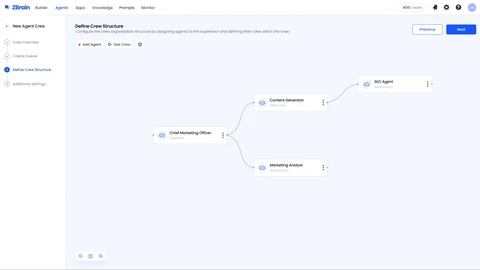 ZBrain
Builder
Agents
Apps
Knowledge
Prompts
Monitor
Credits
New Agent Crew
Crew Overview
Create Queue
Define Crew Structure
Additional Settings
Define Crew Structure
Configure the crew organization structure by assigning agents to the supervisor and defining their roles within the crew.
Previous
Next
Add Agent
Test Crew
SEO Agent
Content Generator
Chief Marketing Officer
Marketing Analyst